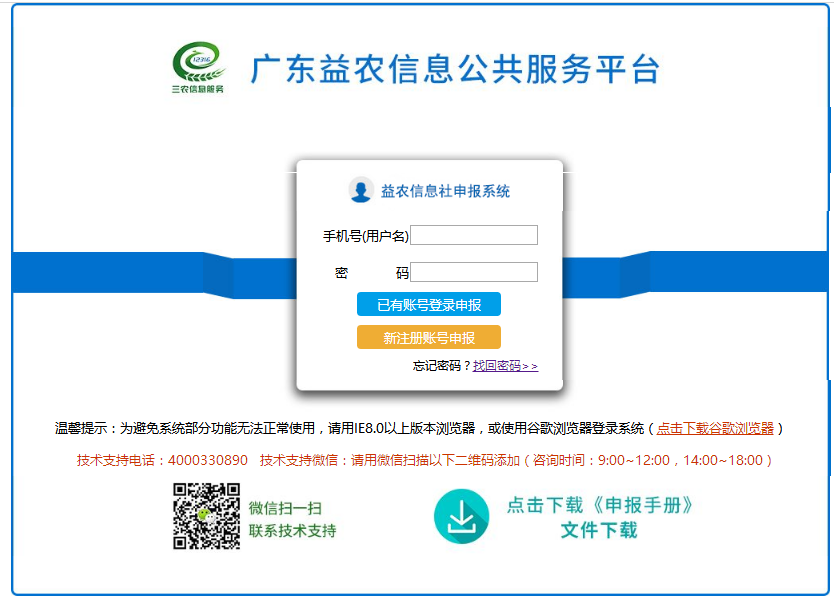 12316
三农信息服务
广东益农信息公共服务平台
益农信息社申报系统
手机号(用户名)
密 码
已有账号登录申报
新注册账号申报
忘记密码？找回密码>>
温馨提示：为避免系统部分功能无法正常使用，请用IE8.0以上版本浏览器，或使用谷歌浏览器登录系统（点击下载谷歌浏览器）
技术支持电话：4000330890 技术支持微信：请用微信扫描以下二维码添加（咨询时间：9:00~12:00，14:00~18:00）
微信扫一扫
联系技术支持
点击下载《申报手册》
文件下载